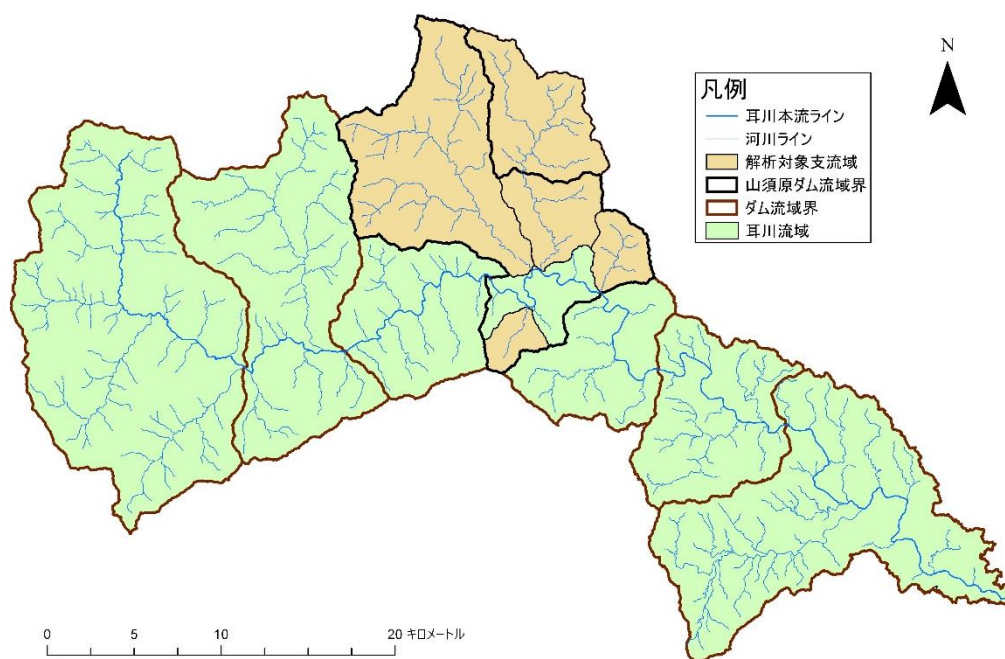 N
凡例
耳川本流ライン
河川ライン
解析対象支流域
山須原ダム流域界
ダム流域界
耳川流域
0 5 10 20 キロメートル